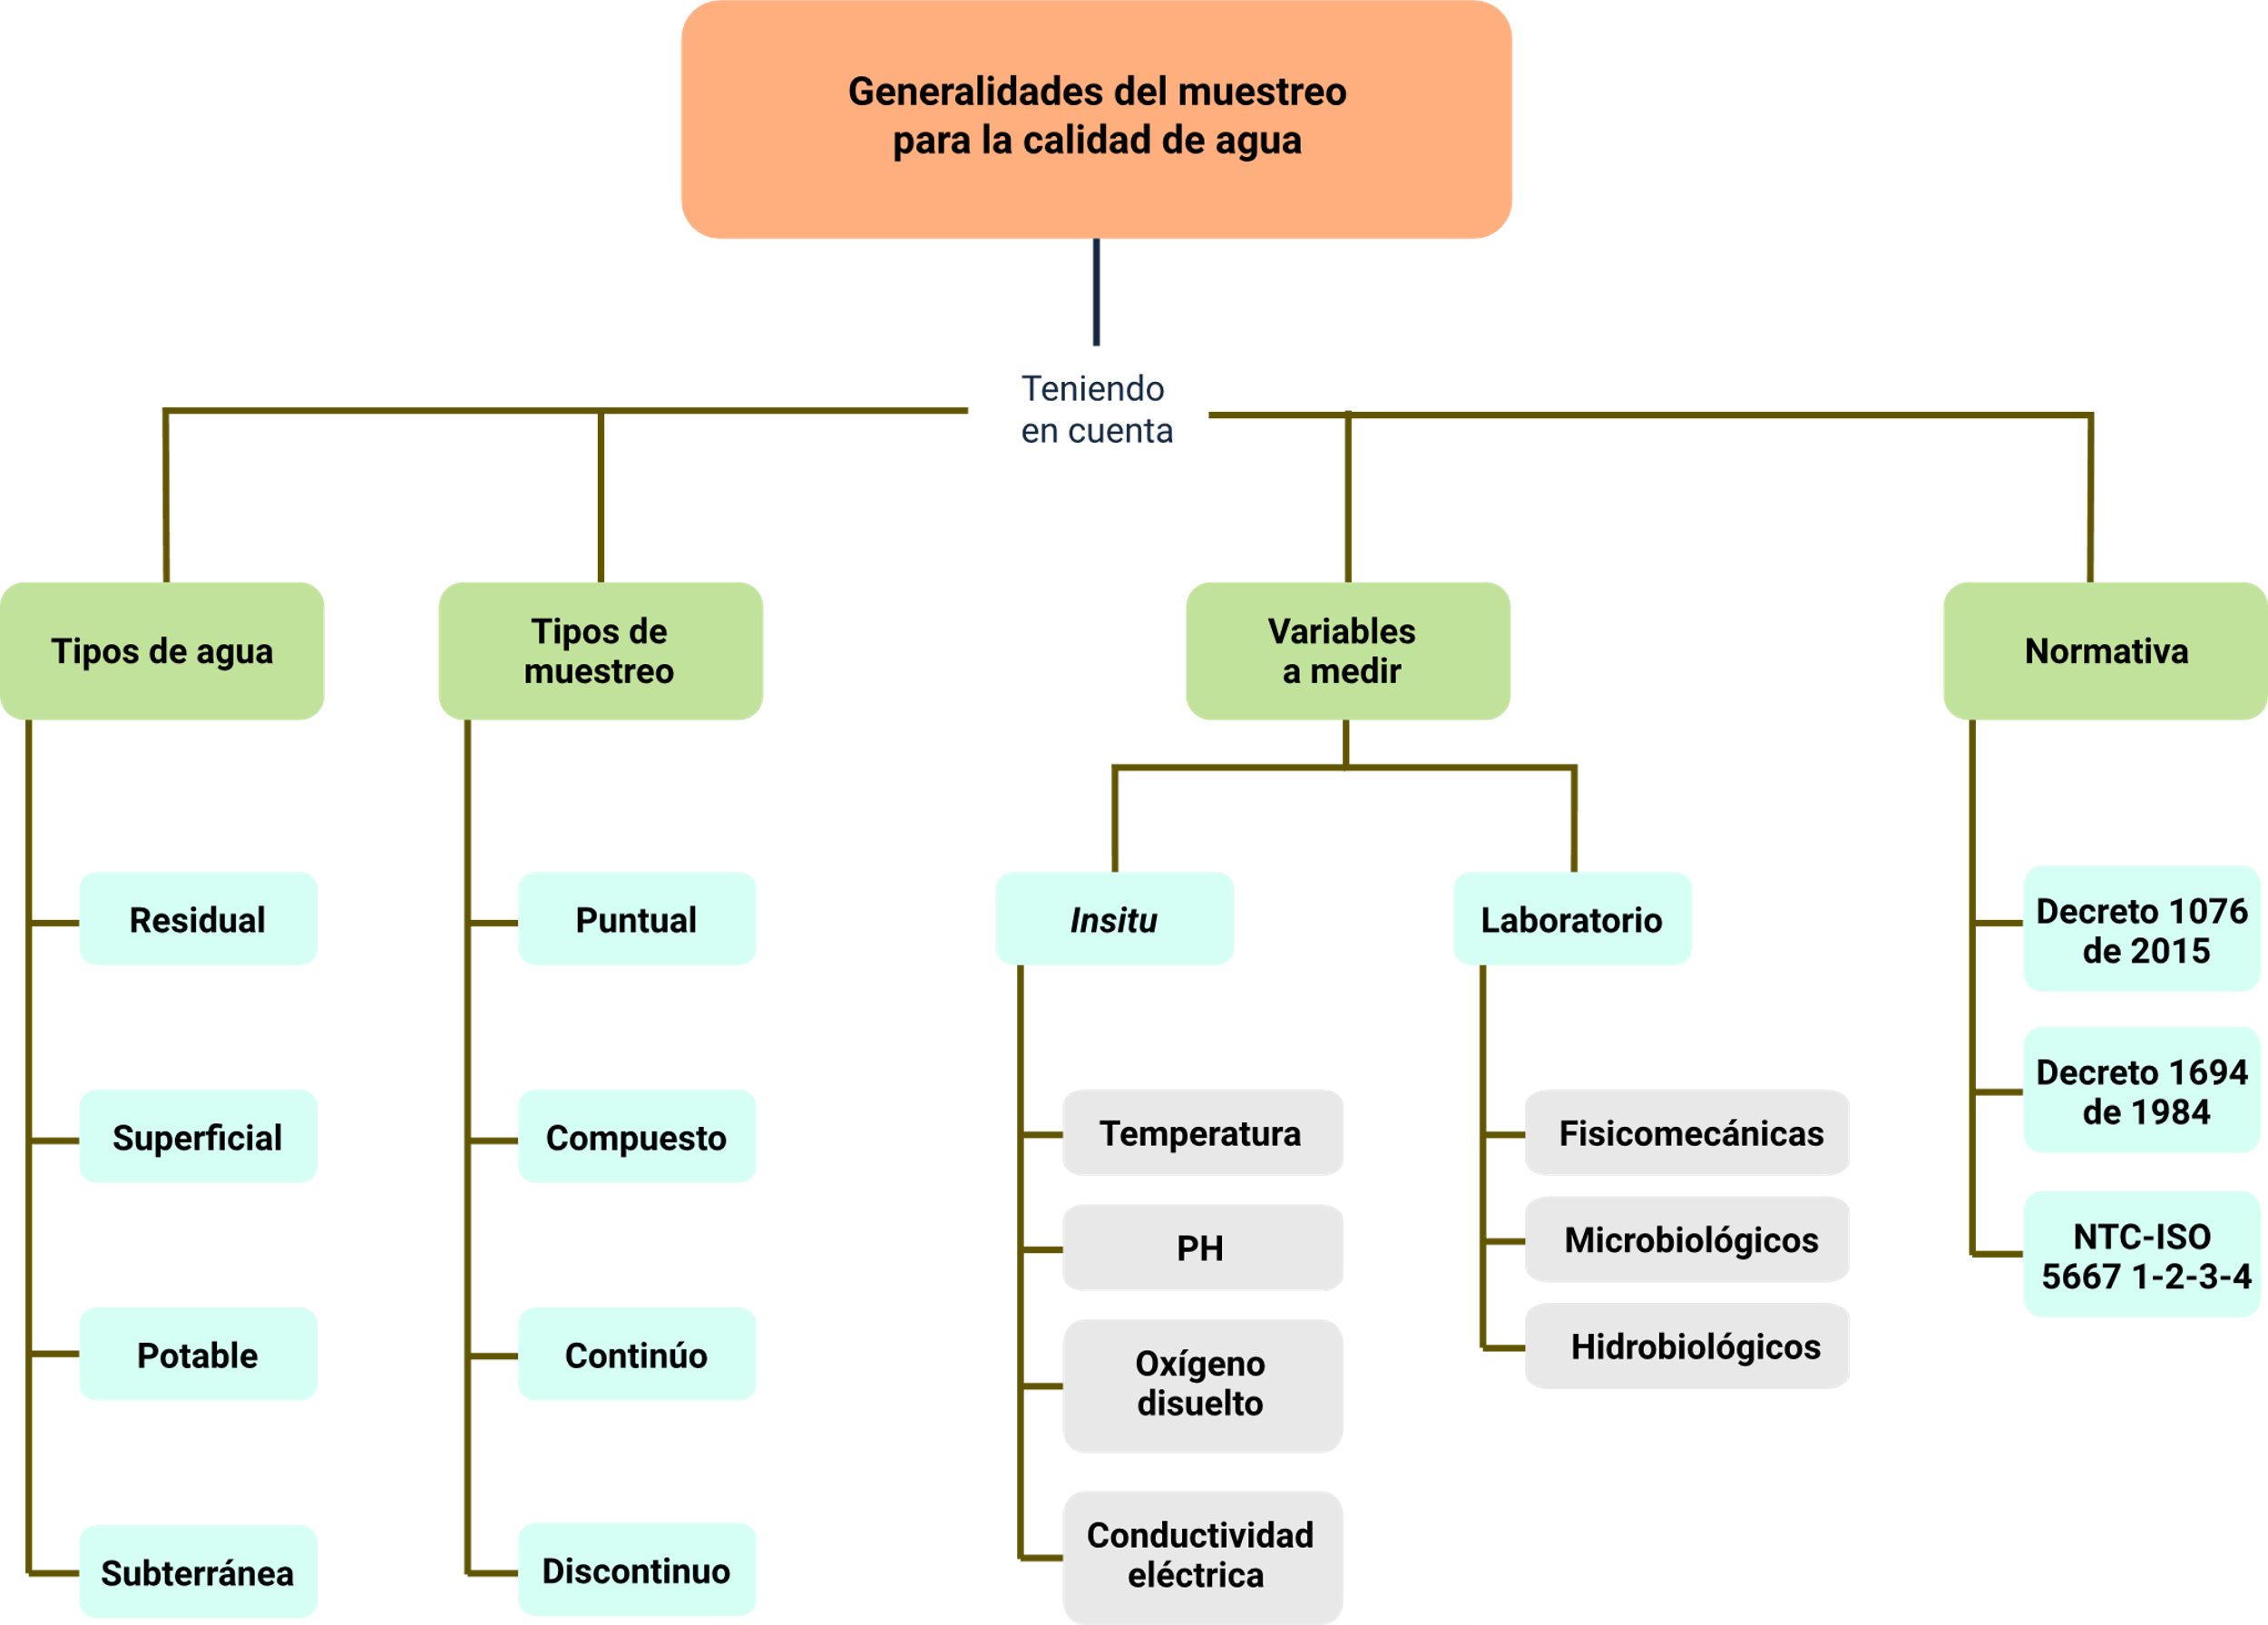 Generalidades del muestreo
para la calidad de agua
Teniendo
en cuenta
Tipos de agua
Residual
Superficial
Potable
Subterránea
Tipos de
muestreo
Puntual
Compuesto
Continúo
Discontinuo
Variables
a medir
Insitu
Temperatura
PH
Oxígeno
disuelto
Conductividad
eléctrica
Laboratorio
Fisicomecánicas
Microbiológicos
Hidrobiológicos
Normativa
Decreto 1076
de 2015
Decreto 1694
de 1984
NTC-ISO
5667 1-2-3-4